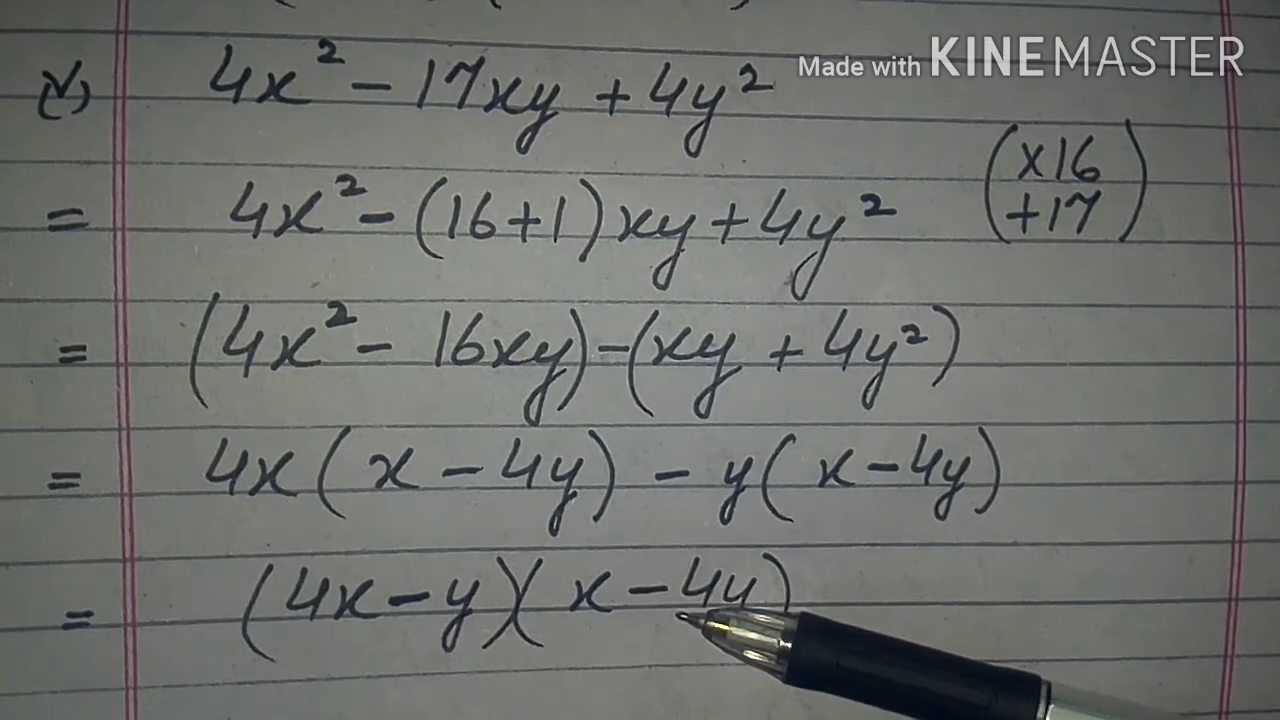 Made with KINEMASTER
v) 4x² - 17xy + 4y²
(×16
+17)
= 4x² - (16+1)xy + 4y²
= (4x² - 16xy) - (xy + 4y²)
= 4x(x - 4y) - y(x - 4y)
= (4x - y)(x - 4y)